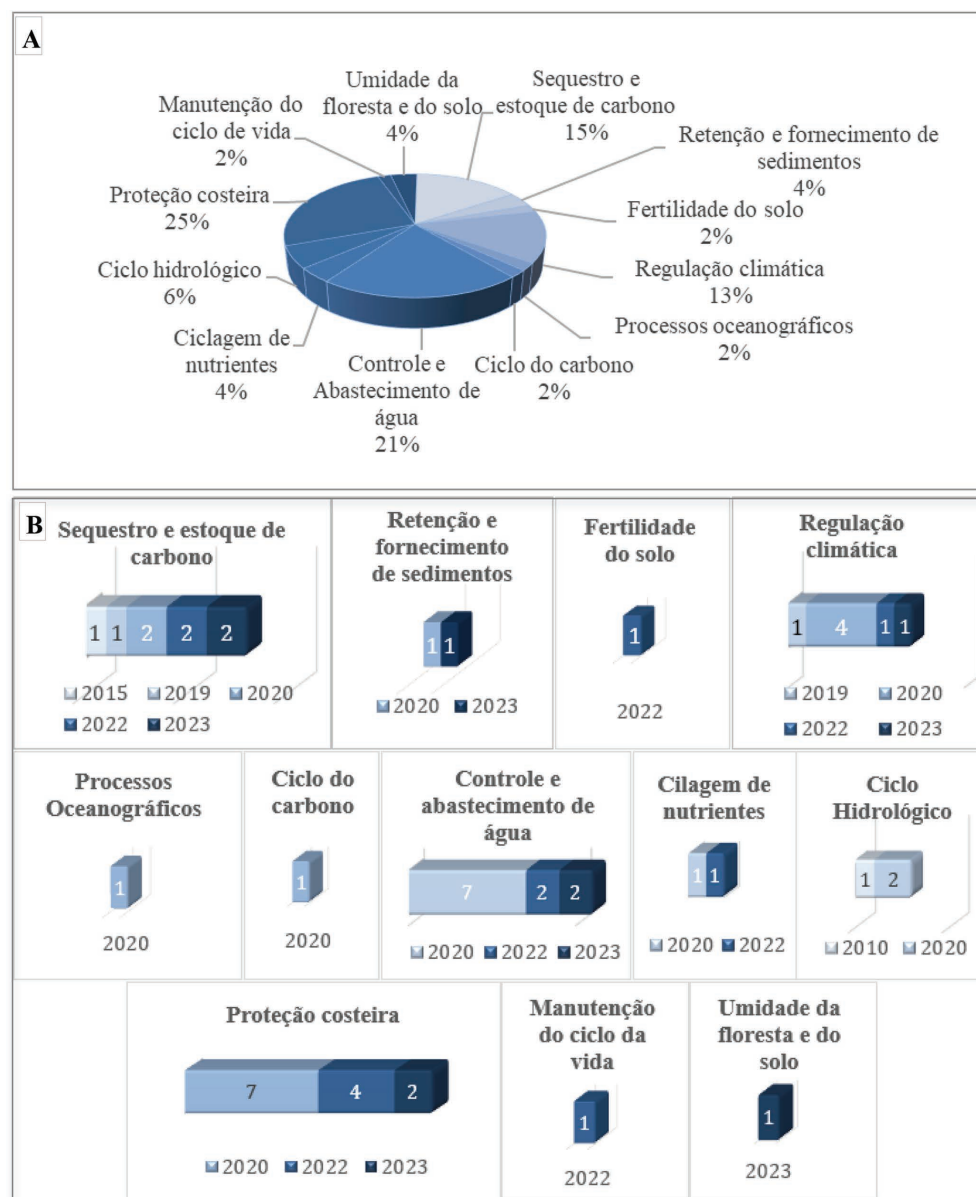 A
Umidade da
floresta e do solo
4%
Sequestro e
estoque de carbono
15%
Manutenção do
ciclo de vida
2%
Retenção e fornecimento de
sedimentos
4%
Proteção costeira
25%
Fertilidade do solo
2%
Ciclo hidrológico
6%
Regulação climática
13%
Ciclagem de
nutrientes
4%
Controle e
Abastecimento de
água
21%
Ciclo do carbono
2%
Processos oceanográficos
2%
B
Sequestro e estoque de
carbono
1 1 2 2 2
2015 2019 2020
2022 2023
Retenção e
fornecimento
de sedimentos
1 1
2020 2023
Fertilidade
do solo
1
2022
Regulação
climática
1 4 1 1
2019 2020
2022 2023
Processos
Oceanográficos
1
2020
Ciclo do
carbono
1
2020
Controle e
abastecimento de
água
7 2 2
2020 2022 2023
Cilagem de
nutrientes
1 1
2020 2022
Ciclo
Hidrológico
1 2
2010 2020
Proteção costeira
7 4 2
2020 2022 2023
Manutenção
do ciclo da
vida
1
2022
Umidade da
floresta e do
solo
1
2023